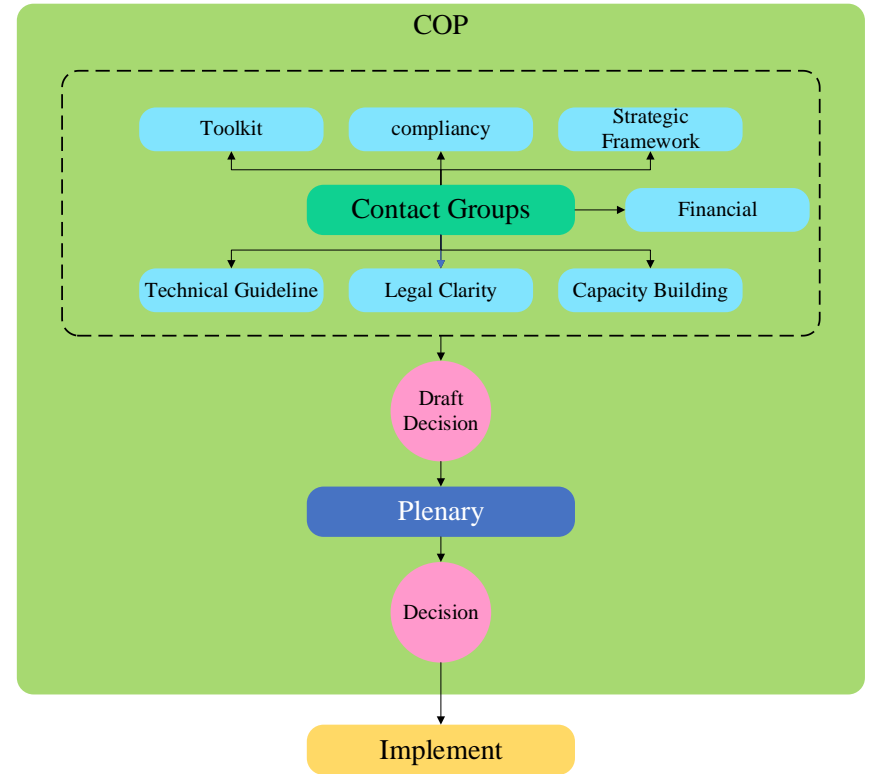 COP
Toolkit
compliancy
Strategic
Framework
Contact Groups
Financial
Technical Guideline
Legal Clarity
Capacity Building
Draft
Decision
Plenary
Decision
Implement